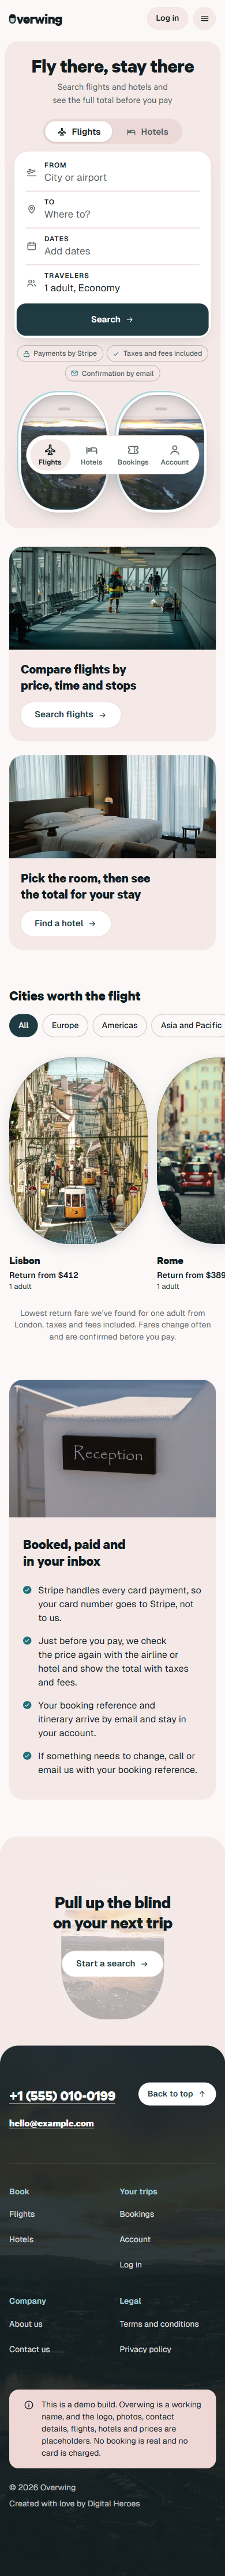 Overwing
Log in
Fly there, stay there
Search flights and hotels and
see the full total before you pay
Flights
Hotels
FROM
City or airport
TO
Where to?
DATES
Add dates
TRAVELERS
1 adult, Economy
Search
Payments by Stripe
Taxes and fees included
Confirmation by email
Flights
Hotels
Bookings
Account
Compare flights by
price, time and stops
Search flights
Pick the room, then see
the total for your stay
Find a hotel
Cities worth the flight
All
Europe
Americas
Asia and Pacific
Lisbon
Return from $412
1 adult
Rome
Return from $389
1 adult
Lowest return fare we've found for one adult from
London, taxes and fees included. Fares change often
and are confirmed before you pay.
Reception
Booked, paid and
in your inbox
Stripe handles every card payment, so
your card number goes to Stripe, not
to us.
Just before you pay, we check
the price again with the airline or
hotel and show the total with taxes
and fees.
Your booking reference and
itinerary arrive by email and stay in
your account.
If something needs to change, call or
email us with your booking reference.
Pull up the blind
on your next trip
Start a search
+1 (555) 010-0199
Back to top
hello@example.com
Book
Flights
Hotels
Your trips
Bookings
Account
Log in
Company
About us
Contact us
Legal
Terms and conditions
Privacy policy
This is a demo build. Overwing is a working
name, and the logo, photos, contact
details, flights, hotels and prices are
placeholders. No booking is real and no
card is charged.
© 2026 Overwing
Created with love by Digital Heroes